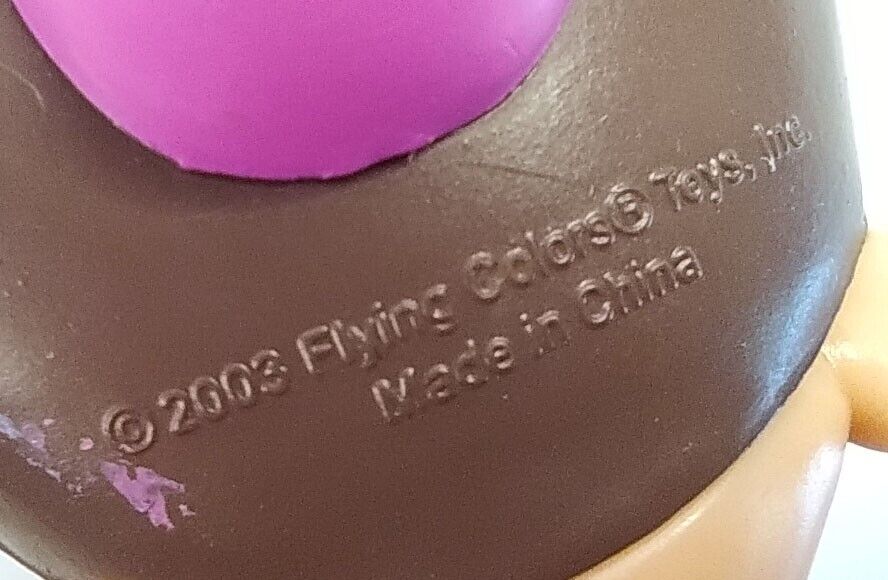 ©2003 Flying Colors® Toys, Inc.
Made in China